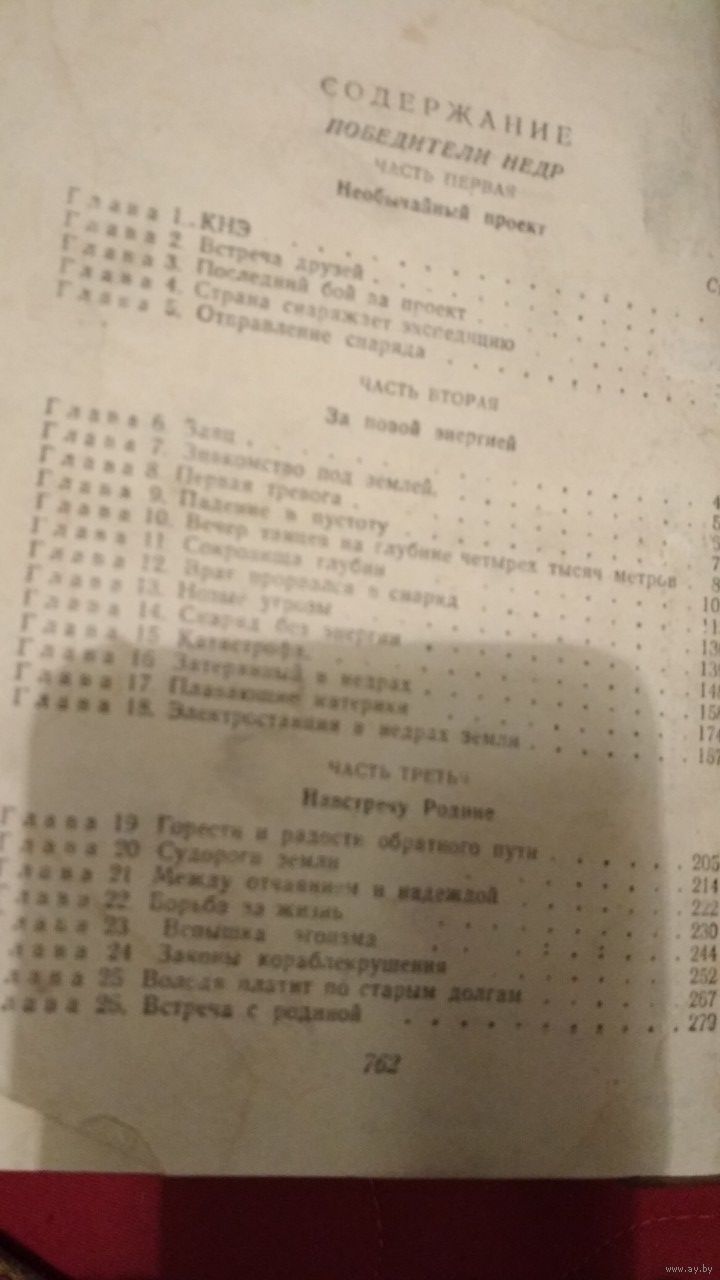 СОДЕРЖАНИЕ
ПОБЕДИТЕЛИ НЕДР
ЧАСТЬ ПЕРВАЯ
Необычайный проект
Глава 1. КНЭ
Глава 2. Встреча друзей
Глава 3. Последний бой за проект
Глава 4. Страна снаряжает экспедицию
Глава 5. Отправление снаряда
ЧАСТЬ ВТОРАЯ
За новой энергией
Глава 6. Заяц
Глава 7. Знакомство под землей
Глава 8. Первая тревога
Глава 9. Падение в пустоту
Глава 10. Вечер танцев на глубине четырех тысяч метров
Глава 11. Сокровища глубин
Глава 12. Враг прорвался в снаряд
Глава 13. Новые угрозы
Глава 14. Снаряд без энергии
Глава 15 Катастрофа
Глава 16 Затерянный в недрах
Глава 17. Плавающие материки
Глава 18. Электростанция в недрах земли
ЧАСТЬ ТРЕТЬЯ
Навстречу Родине
Глава 19 Горести и радости обратного пути 205
Глава 20 Судороги земли 214
Глава 21 Между отчаянием и надеждой 222
Глава 22 Борьба за жизнь 230
Глава 23 Вспышка эгоизма 244
Глава 24 Законы кораблекрушения 252
Глава 25 Володя платит по старым долгам 267
Глава 26. Встреча с родиной 279
762
www.ay.by